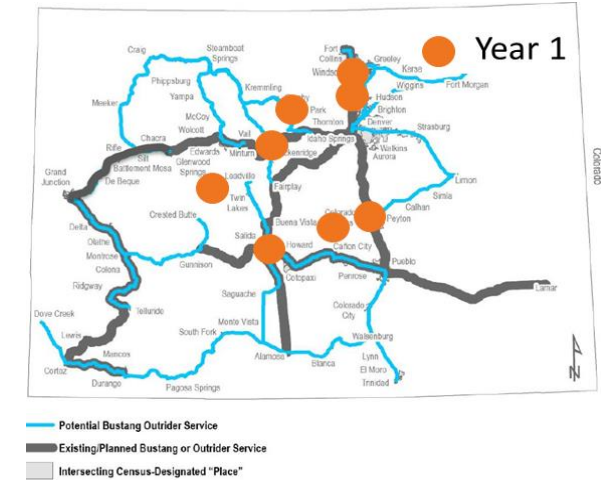 Year 1
Craig
Steamboat
Springs
Fort
Collins
Greeley
Windsor
Kersey
Wiggins
Fort Morgan
Phippsburg
Yampa
Kremmling
Park
Hudson
Brighton
Meeker
McCoy
Wolcott
Thornton
Denver
Strasburg
Chacra
Vail
Idaho Springs
Watkins
Aurora
Rifle
Silt
Edwards
Minturn
Battlement Mesa
Glenwood
Springs
Leadville
Grand
Junction
De Beque
Fairplay
Limon
Simla
Twin
Lakes
Calhan
Crested Butte
Peyton
Delta
Buena Vista
Olathe
Salida
Howard
Cañon City
Montrose
Colona
Gunnison
Cotopaxi
Penrose
Pueblo
Ridgway
Saguache
Lamar
Telluride
Colorado
City
Dove Creek
Monte Vista
South Fork
Lewis
Walsenburg
Mancos
Alamosa
Blanca
Lynn
Cortez
El Moro
Durango
Pagosa Springs
Trinidad
Colorado
N
Potential Bustang Outrider Service
Existing/Planned Bustang or Outrider Service
Intersecting Census-Designated "Place"